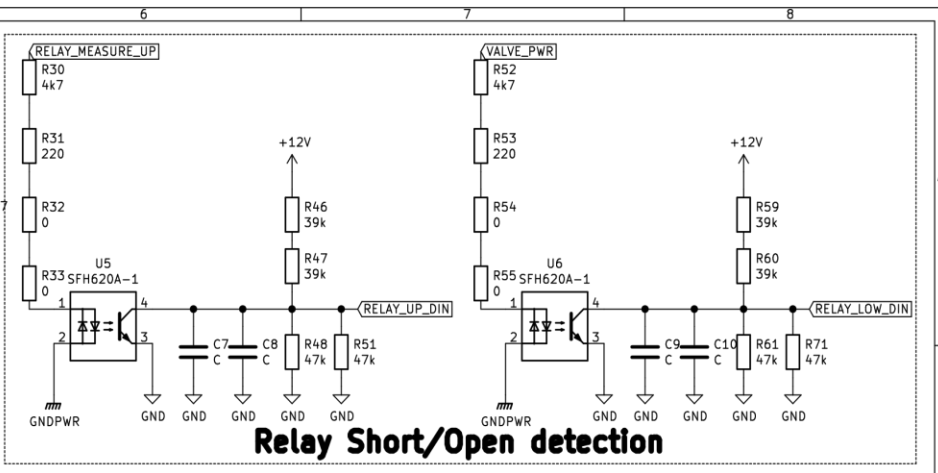 6 7 8
RELAY_MEASURE_UP
R30
4k7
R31
220
R32
0
R33
0
U5
SFH620A-1
1
2
4
3
GNDPWR
GND
+12V
R46
39k
R47
39k
RELAY_UP_DIN
C7
C
C8
C
R48
47k
R51
47k
GND
GND
GND
GND
VALVE_PWR
R52
4k7
R53
220
R54
0
R55
0
U6
SFH620A-1
1
2
4
3
GNDPWR
GND
+12V
R59
39k
R60
39k
RELAY_LOW_DIN
C9
C
C10
C
R61
47k
R71
47k
GND
GND
GND
GND
7
Relay Short/Open detection